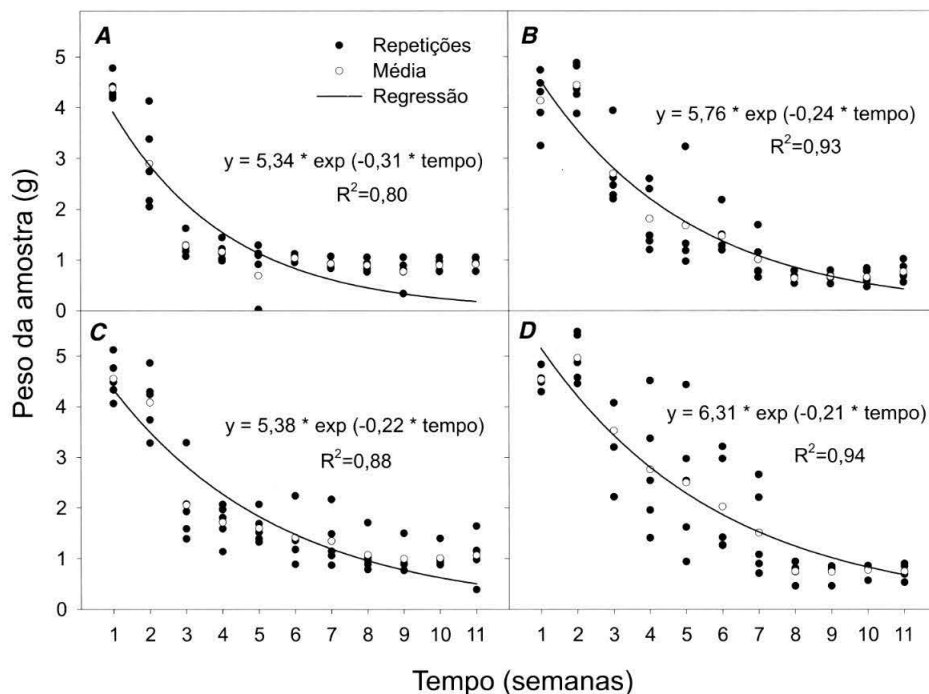 A
Repetições
Média
Regressão
y = 5,34 * exp (-0,31 * tempo)
R²=0,80
B
y = 5,76 * exp (-0,24 * tempo)
R²=0,93
C
y = 5,38 * exp (-0,22 * tempo)
R²=0,88
D
y = 6,31 * exp (-0,21 * tempo)
R²=0,94
Peso da amostra (g)
5
4
3
2
1
0
5
4
3
2
1
0
1 2 3 4 5 6 7 8 9 10 11
1 2 3 4 5 6 7 8 9 10 11
Tempo (semanas)